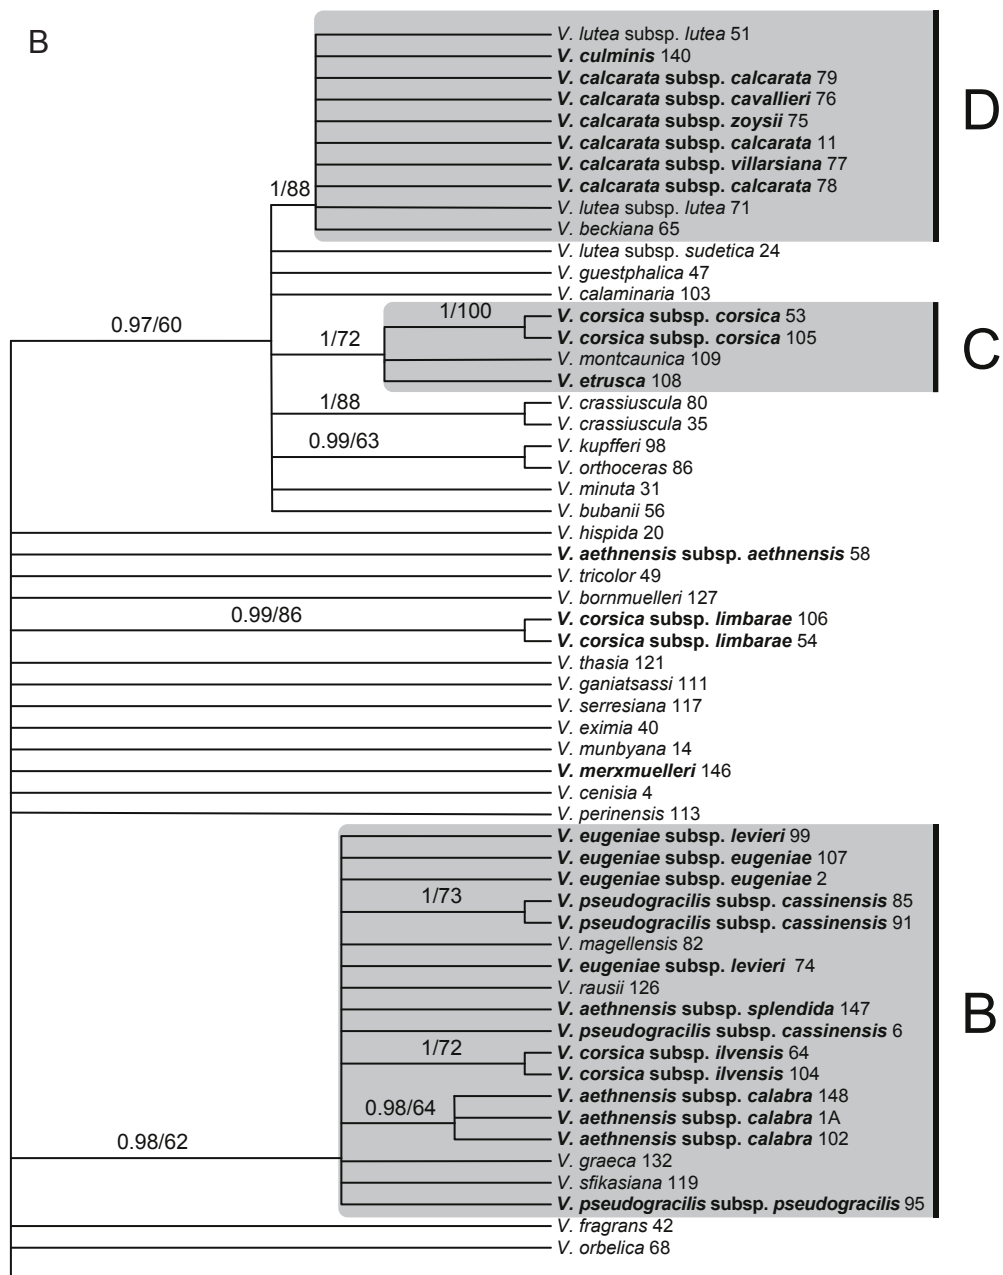 B
V. lutea subsp. lutea 51
V. culminis 140
V. calcarata subsp. calcarata 79
V. calcarata subsp. cavallieri 76
D
V. calcarata subsp. zoysii 75
V. calcarata subsp. calcarata 11
V. calcarata subsp. villarsiana 77
V. calcarata subsp. calcarata 78
1/88
V. lutea subsp. lutea 71
V. beckiana 65
V. lutea subsp. sudetica 24
V. guestphalica 47
V. calaminaria 103
1/100
V. corsica subsp. corsica 53
0.97/60
V. corsica subsp. corsica 105
1/72
C
V. montcaunica 109
V. etrusca 108
1/88
V. crassiuscula 80
V. crassiuscula 35
0.99/63
V. kupfferi 98
V. orthoceras 86
V. minuta 31
V. bubanii 56
V. hispida 20
V. aethnensis subsp. aethnensis 58
V. tricolor 49
V. bornmuelleri 127
0.99/86
V. corsica subsp. limbarae 106
V. corsica subsp. limbarae 54
V. thasia 121
V. ganiatsassi 111
V. serresiana 117
V. eximia 40
V. munbyana 14
V. merxmuelleri 146
V. cenisia 4
V. perinensis 113
V. eugeniae subsp. levieri 99
V. eugeniae subsp. eugeniae 107
V. eugeniae subsp. eugeniae 2
1/73
V. pseudogracilis subsp. cassinensis 85
V. pseudogracilis subsp. cassinensis 91
V. magellensis 82
V. eugeniae subsp. levieri 74
V. rausii 126
V. aethnensis subsp. splendida 147
B
V. pseudogracilis subsp. cassinensis 6
1/72
V. corsica subsp. ilvensis 64
V. corsica subsp. ilvensis 104
V. aethnensis subsp. calabra 148
0.98/64
V. aethnensis subsp. calabra 1A
V. aethnensis subsp. calabra 102
0.98/62
V. graeca 132
V. sfikasiana 119
V. pseudogracilis subsp. pseudogracilis 95
V. fragrans 42
V. orbelica 68